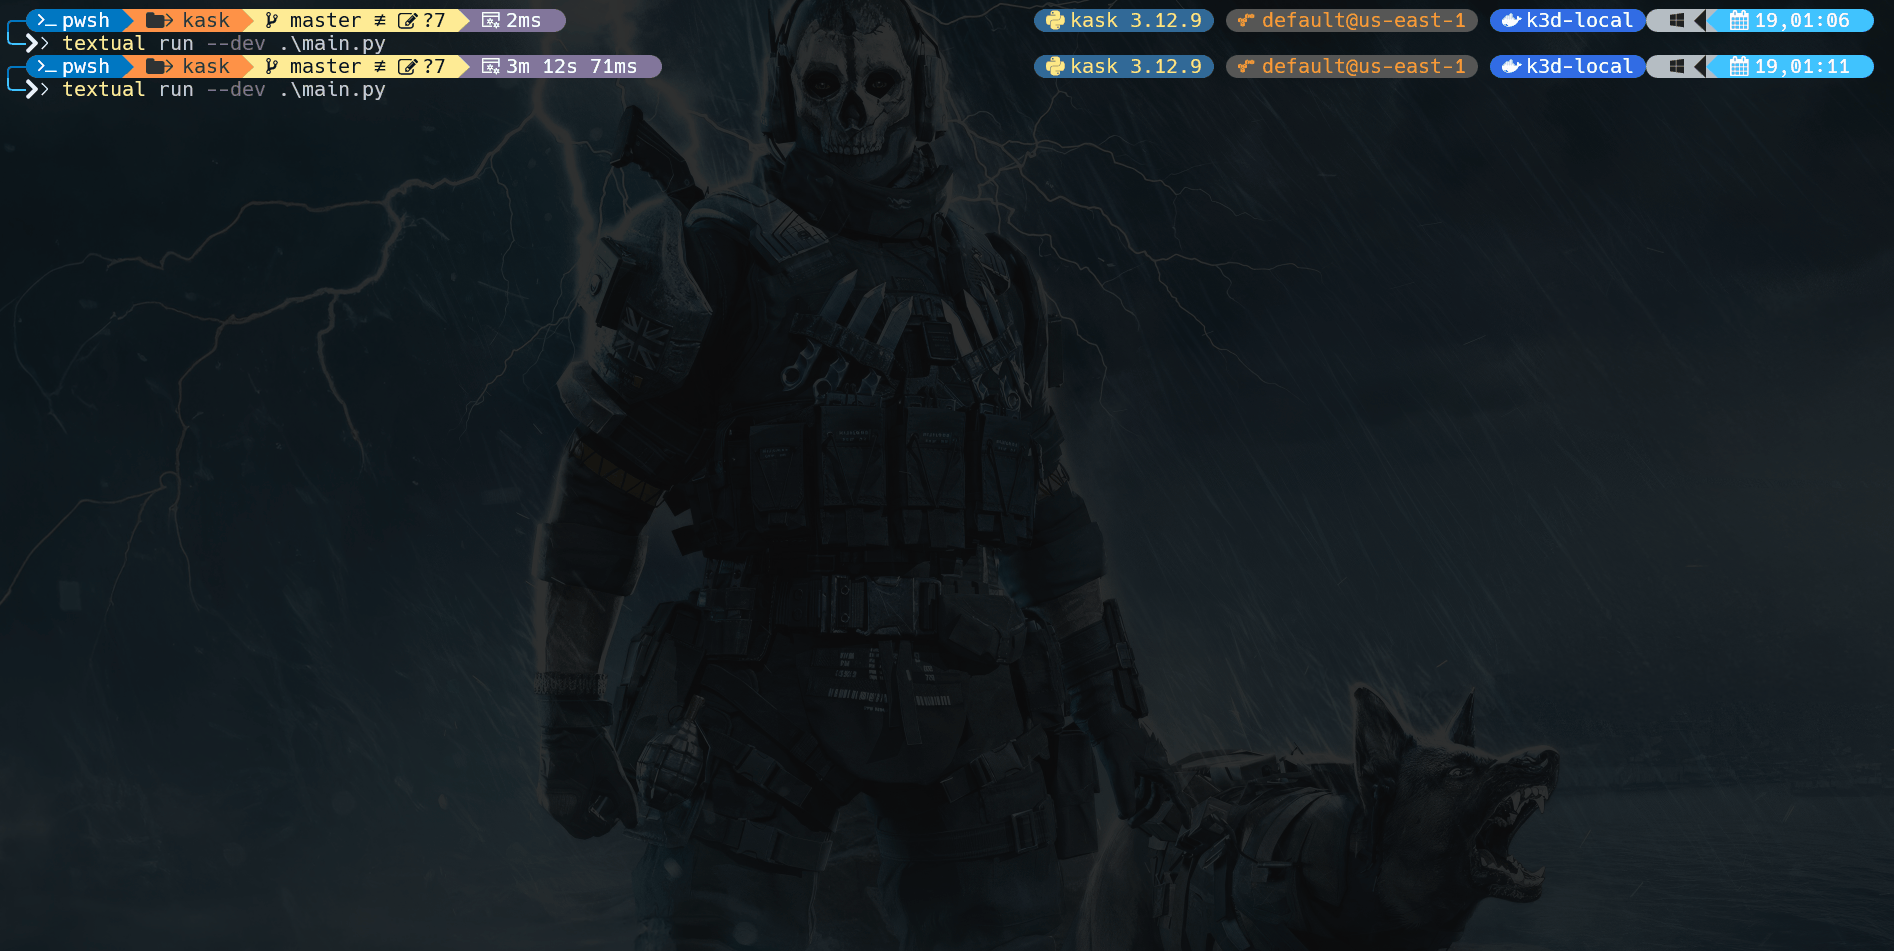 pwsh kask master ≢ ?7 2ms kask 3.12.9 default@us-east-1 k3d-local 19,01:06
textual run --dev .\main.py
pwsh kask master ≢ ?7 3m 12s 71ms kask 3.12.9 default@us-east-1 k3d-local 19,01:11
textual run --dev .\main.py